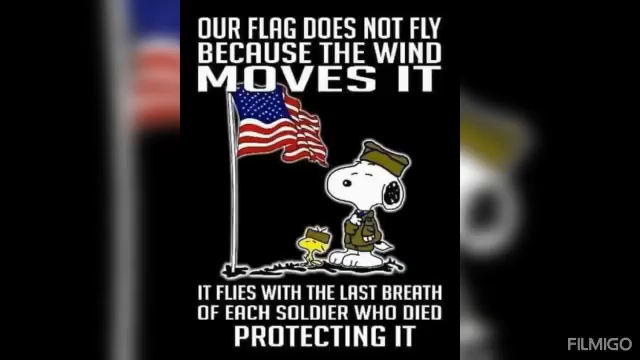 OUR FLAG DOES NOT FLY
BECAUSE THE WIND
MOVES IT
IT FLIES WITH THE LAST BREATH
OF EACH SOLDIER WHO DIED
PROTECTING IT
FILMIGO